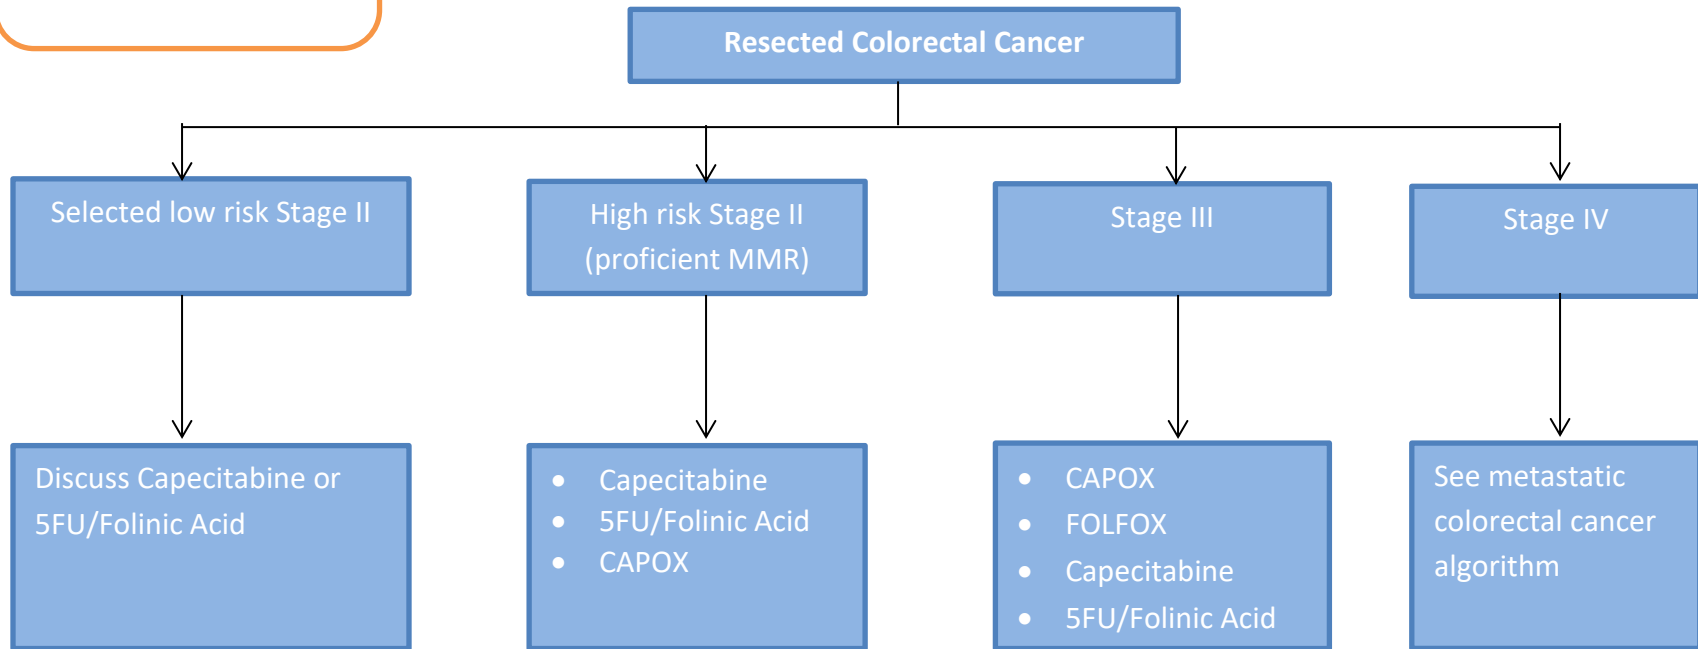 Resected Colorectal Cancer
Selected low risk Stage II
High risk Stage II
(proficient MMR)
Stage III
Stage IV
Discuss Capecitabine or
5FU/Folinic Acid
• Capecitabine
• 5FU/Folinic Acid
• CAPOX
• CAPOX
• FOLFOX
• Capecitabine
• 5FU/Folinic Acid
See metastatic
colorectal cancer
algorithm